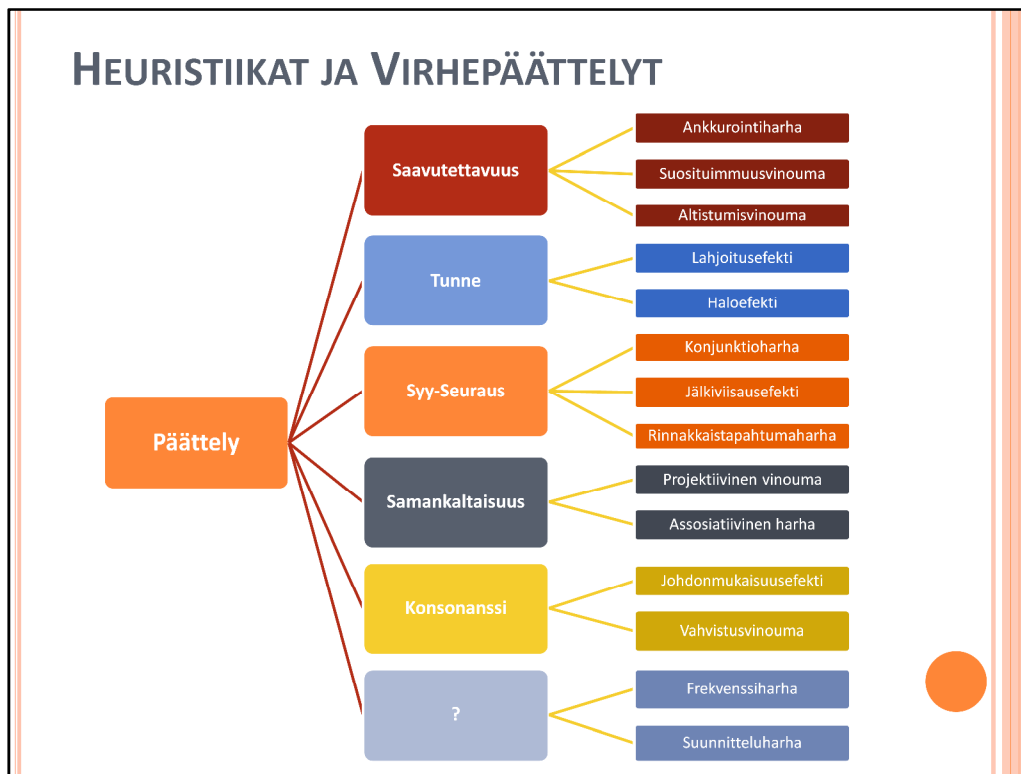 HEURISTIIKAT JA VIRHEPÄÄTTELYT
Päättely
Saavutettavuus
Ankkurointiharha
Suosituimmuusvinouma
Altistumisvinouma
Tunne
Lahjoitusefekti
Haloefekti
Syy-Seuraus
Konjunktioharha
Jälkiviisausefekti
Rinnakkaistapahtumaharha
Samankaltaisuus
Projektiivinen vinouma
Assosiatiivinen harha
Konsonanssi
Johdonmukaisuusefekti
Vahvistusvinouma
?
Frekvenssiharha
Suunnitteluharha